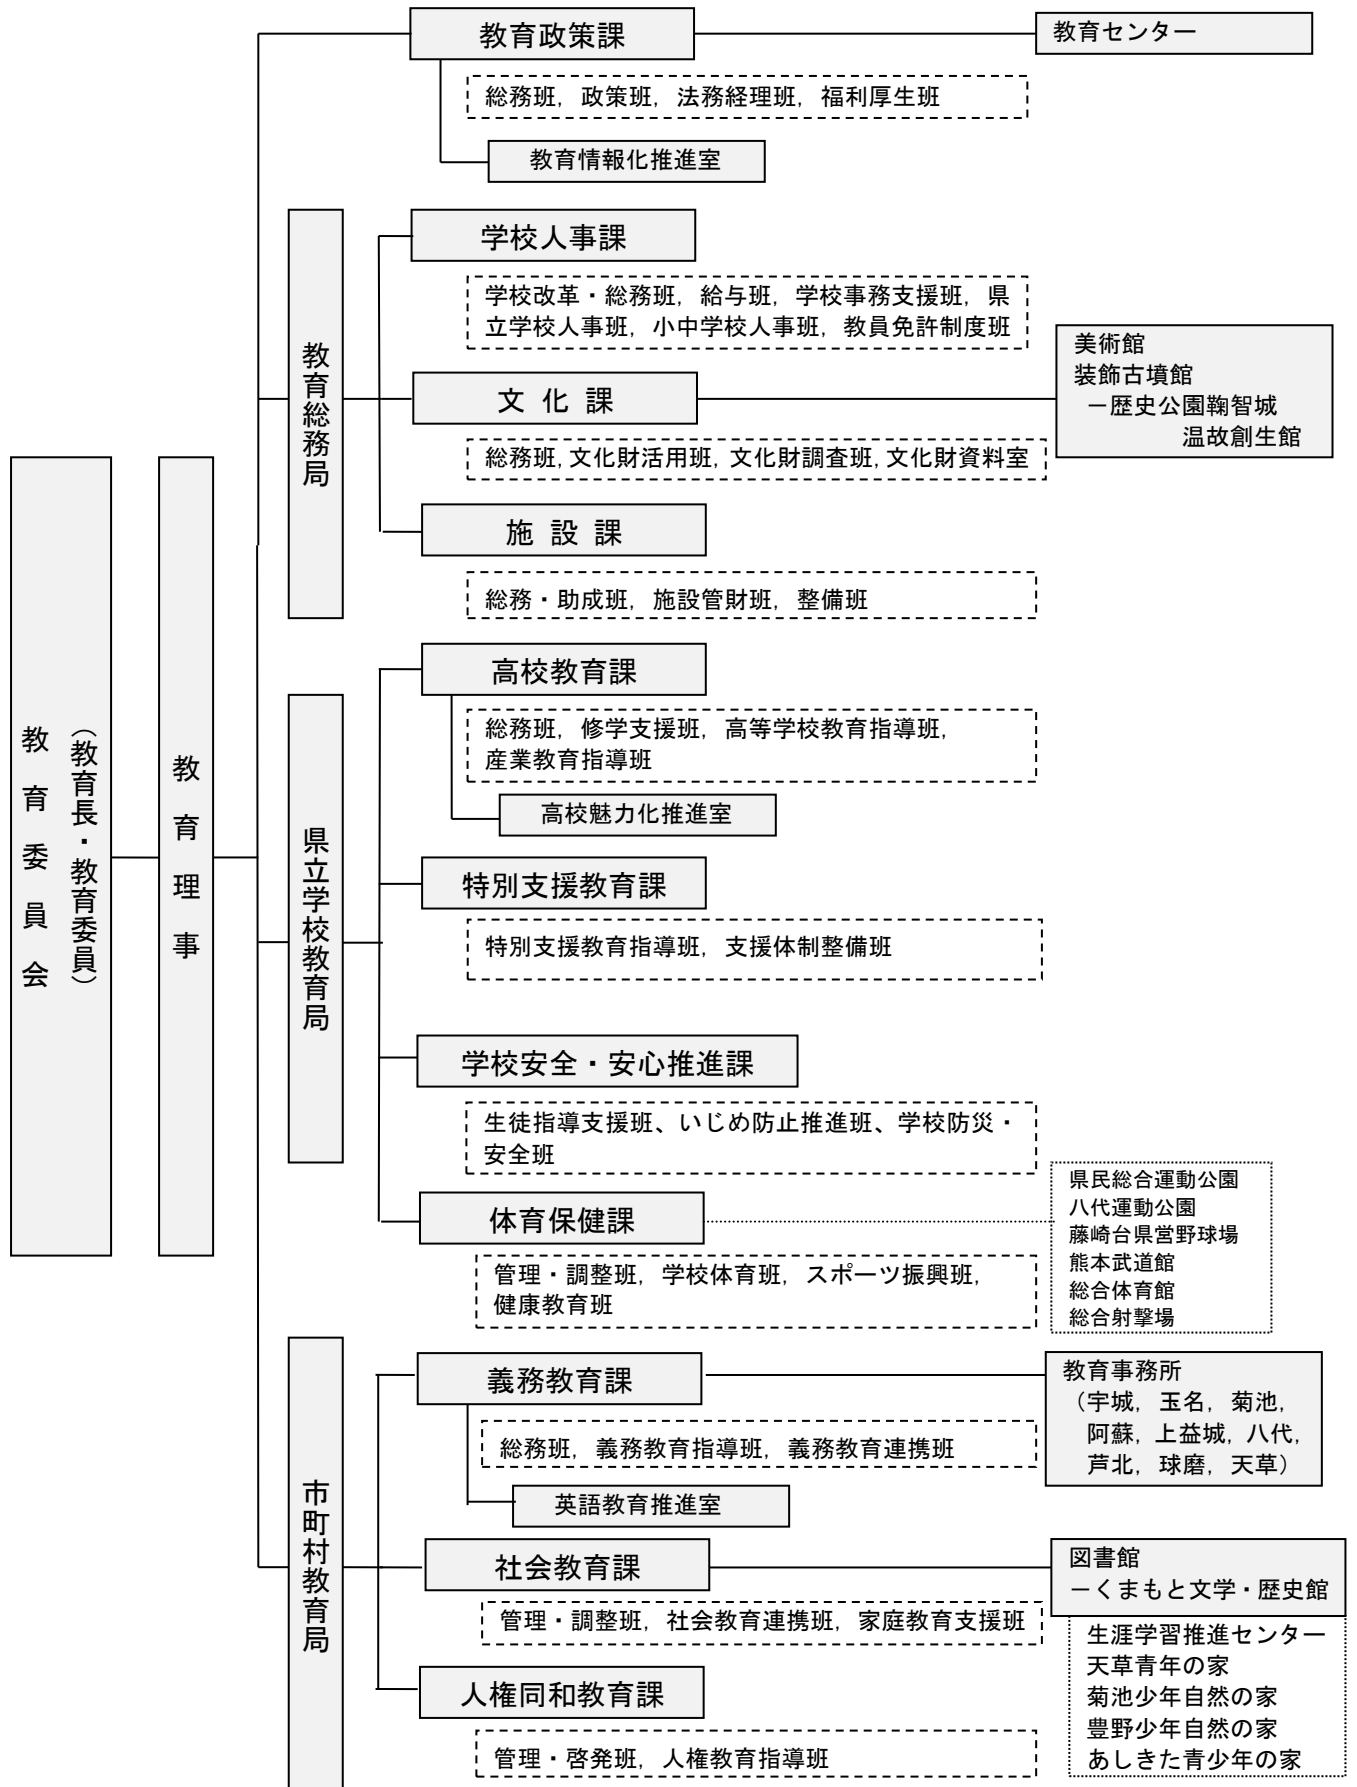 教育委員会
（教育長・教育委員）
教育理事
教育政策課
教育センター
総務班，政策班，法務経理班，福利厚生班
教育情報化推進室
教育総務局
学校人事課
学校改革・総務班，給与班，学校事務支援班，県
立学校人事班，小中学校人事班，教員免許制度班
文化課
美術館
装飾古墳館
－歴史公園鞠智城
温故創生館
総務班，文化財活用班，文化財調査班，文化財資料室
施設課
総務・助成班，施設管財班，整備班
県立学校教育局
高校教育課
総務班，修学支援班，高等学校教育指導班，
産業教育指導班
高校魅力化推進室
特別支援教育課
特別支援教育指導班，支援体制整備班
学校安全・安心推進課
生徒指導支援班、いじめ防止推進班、学校防災・
安全班
体育保健課
県民総合運動公園
八代運動公園
藤崎台県営野球場
熊本武道館
総合体育館
総合射撃場
管理・調整班，学校体育班，スポーツ振興班，
健康教育班
市町村教育局
義務教育課
教育事務所
（宇城，玉名，菊池，
阿蘇，上益城，八代，
芦北，球磨，天草）
総務班，義務教育指導班，義務教育連携班
英語教育推進室
社会教育課
図書館
－くまもと文学・歴史館
管理・調整班，社会教育連携班，家庭教育支援班
生涯学習推進センター
天草青年の家
菊池少年自然の家
豊野少年自然の家
あしきた青少年の家
人権同和教育課
管理・啓発班，人権教育指導班